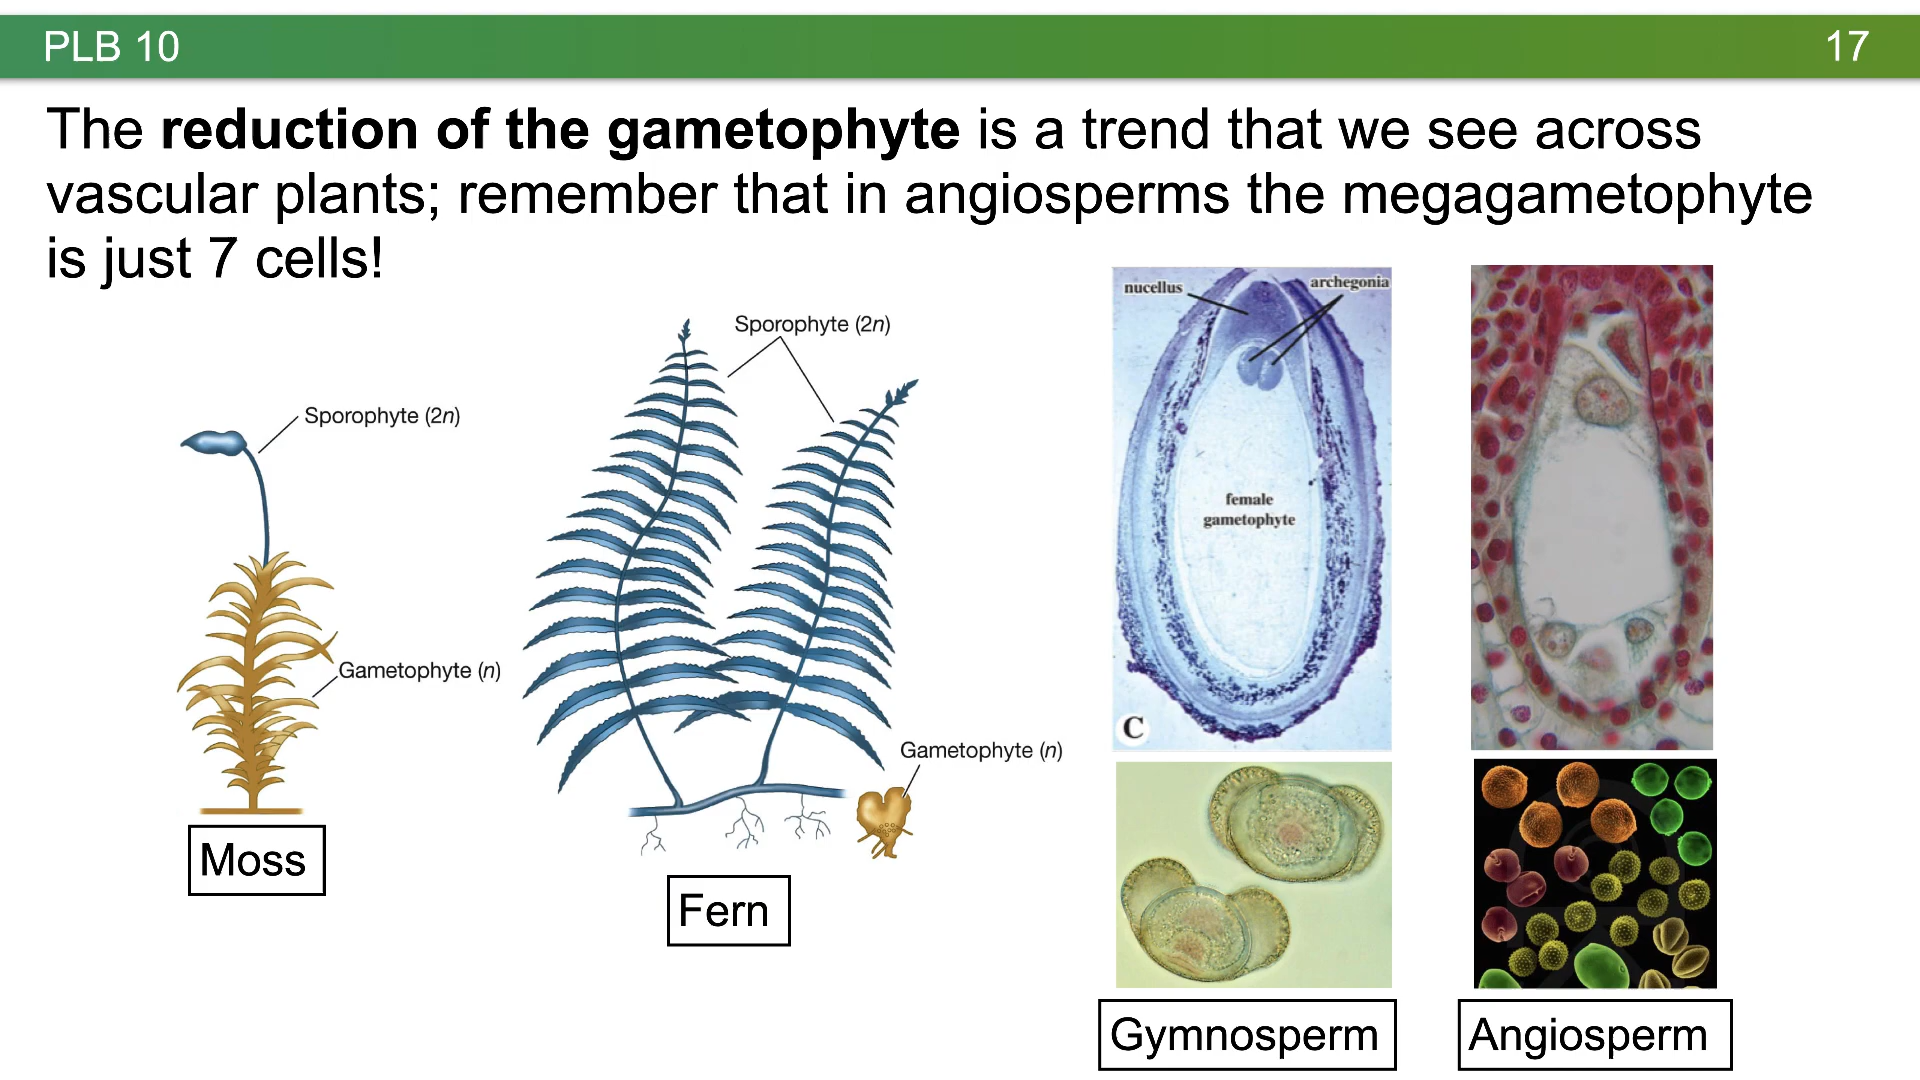 PLB 10
17
The reduction of the gametophyte is a trend that we see across
vascular plants; remember that in angiosperms the megagametophyte
is just 7 cells!
Sporophyte (2n)
Gametophyte (n)
Moss
Sporophyte (2n)
Gametophyte (n)
Fern
nucellus
archegonia
female
gametophyte
C
Gymnosperm
Angiosperm